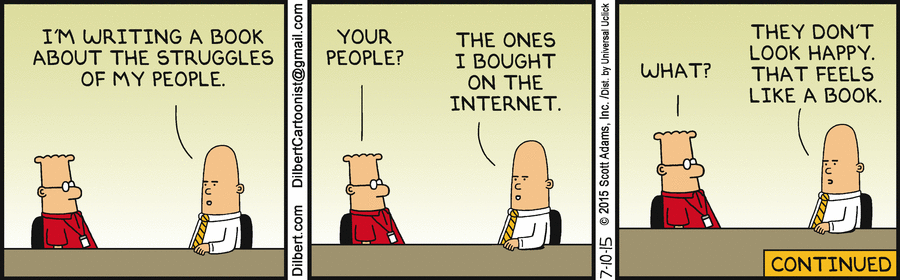 I'M WRITING A BOOK
ABOUT THE STRUGGLES
OF MY PEOPLE.
Dilbert.com DilbertCartoonist@gmail.com
YOUR
PEOPLE?
THE ONES
I BOUGHT
ON THE
INTERNET.
7-10-15 © 2015 Scott Adams, Inc. /Dist. by Universal Uclick
WHAT?
THEY DON'T
LOOK HAPPY.
THAT FEELS
LIKE A BOOK.
CONTINUED